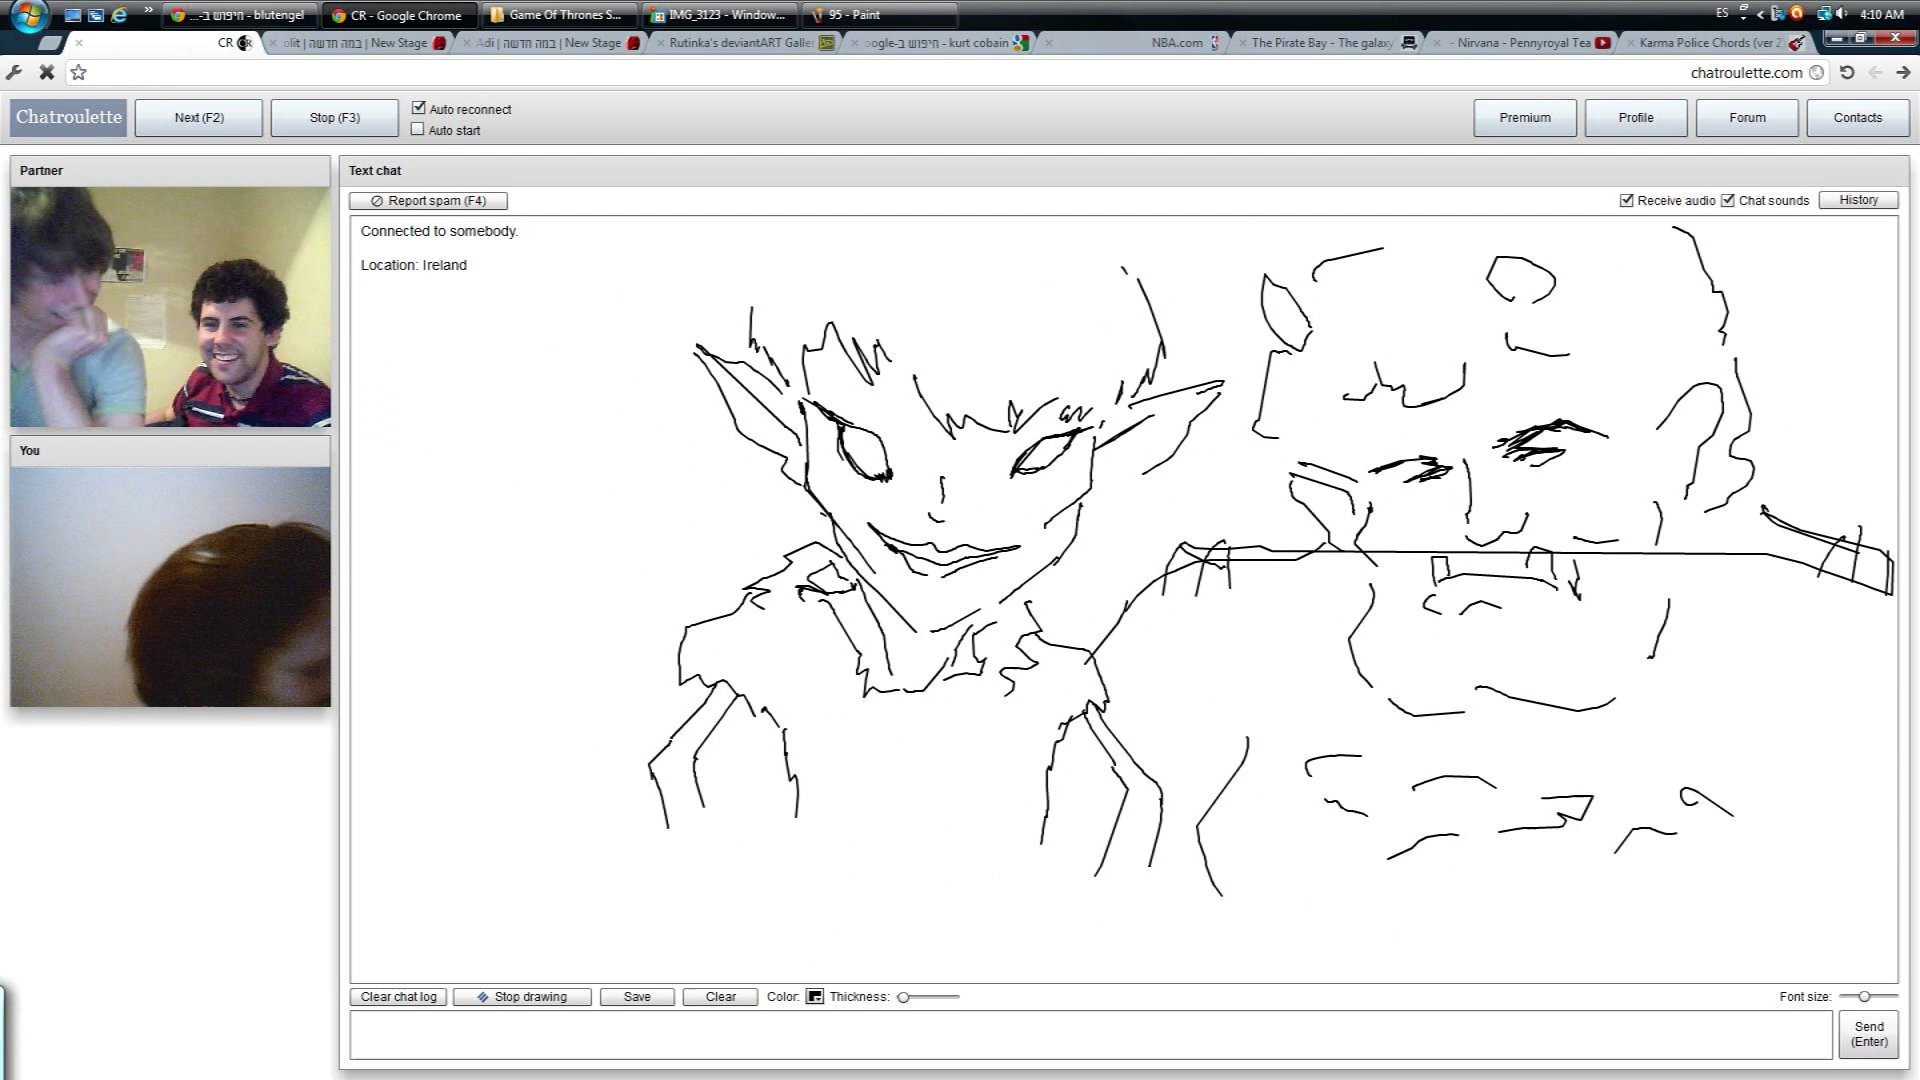 ...חיפוש ב- - blutengel
CR - Google Chrome
Game Of Thrones S...
IMG_3123 - Window...
95 - Paint
ES
4:10 AM
CR
olit | במה חדשה | New Stage
Adi | במה חדשה | New Stage
Rutinka's deviantART Galle
oogle-חיפוש ב - kurt cobain
NBA.com
The Pirate Bay - The galaxy
- Nirvana - Pennyroyal Tea
Karma Police Chords (ver 2
chatroulette.com
Chatroulette
Next (F2)
Stop (F3)
Auto reconnect
Auto start
Premium
Profile
Forum
Contacts
Partner
Text chat
Report spam (F4)
Receive audio
Chat sounds
History
Connected to somebody.
Location: Ireland
You
Clear chat log
Stop drawing
Save
Clear
Color:
Thickness:
Font size:
Send
(Enter)